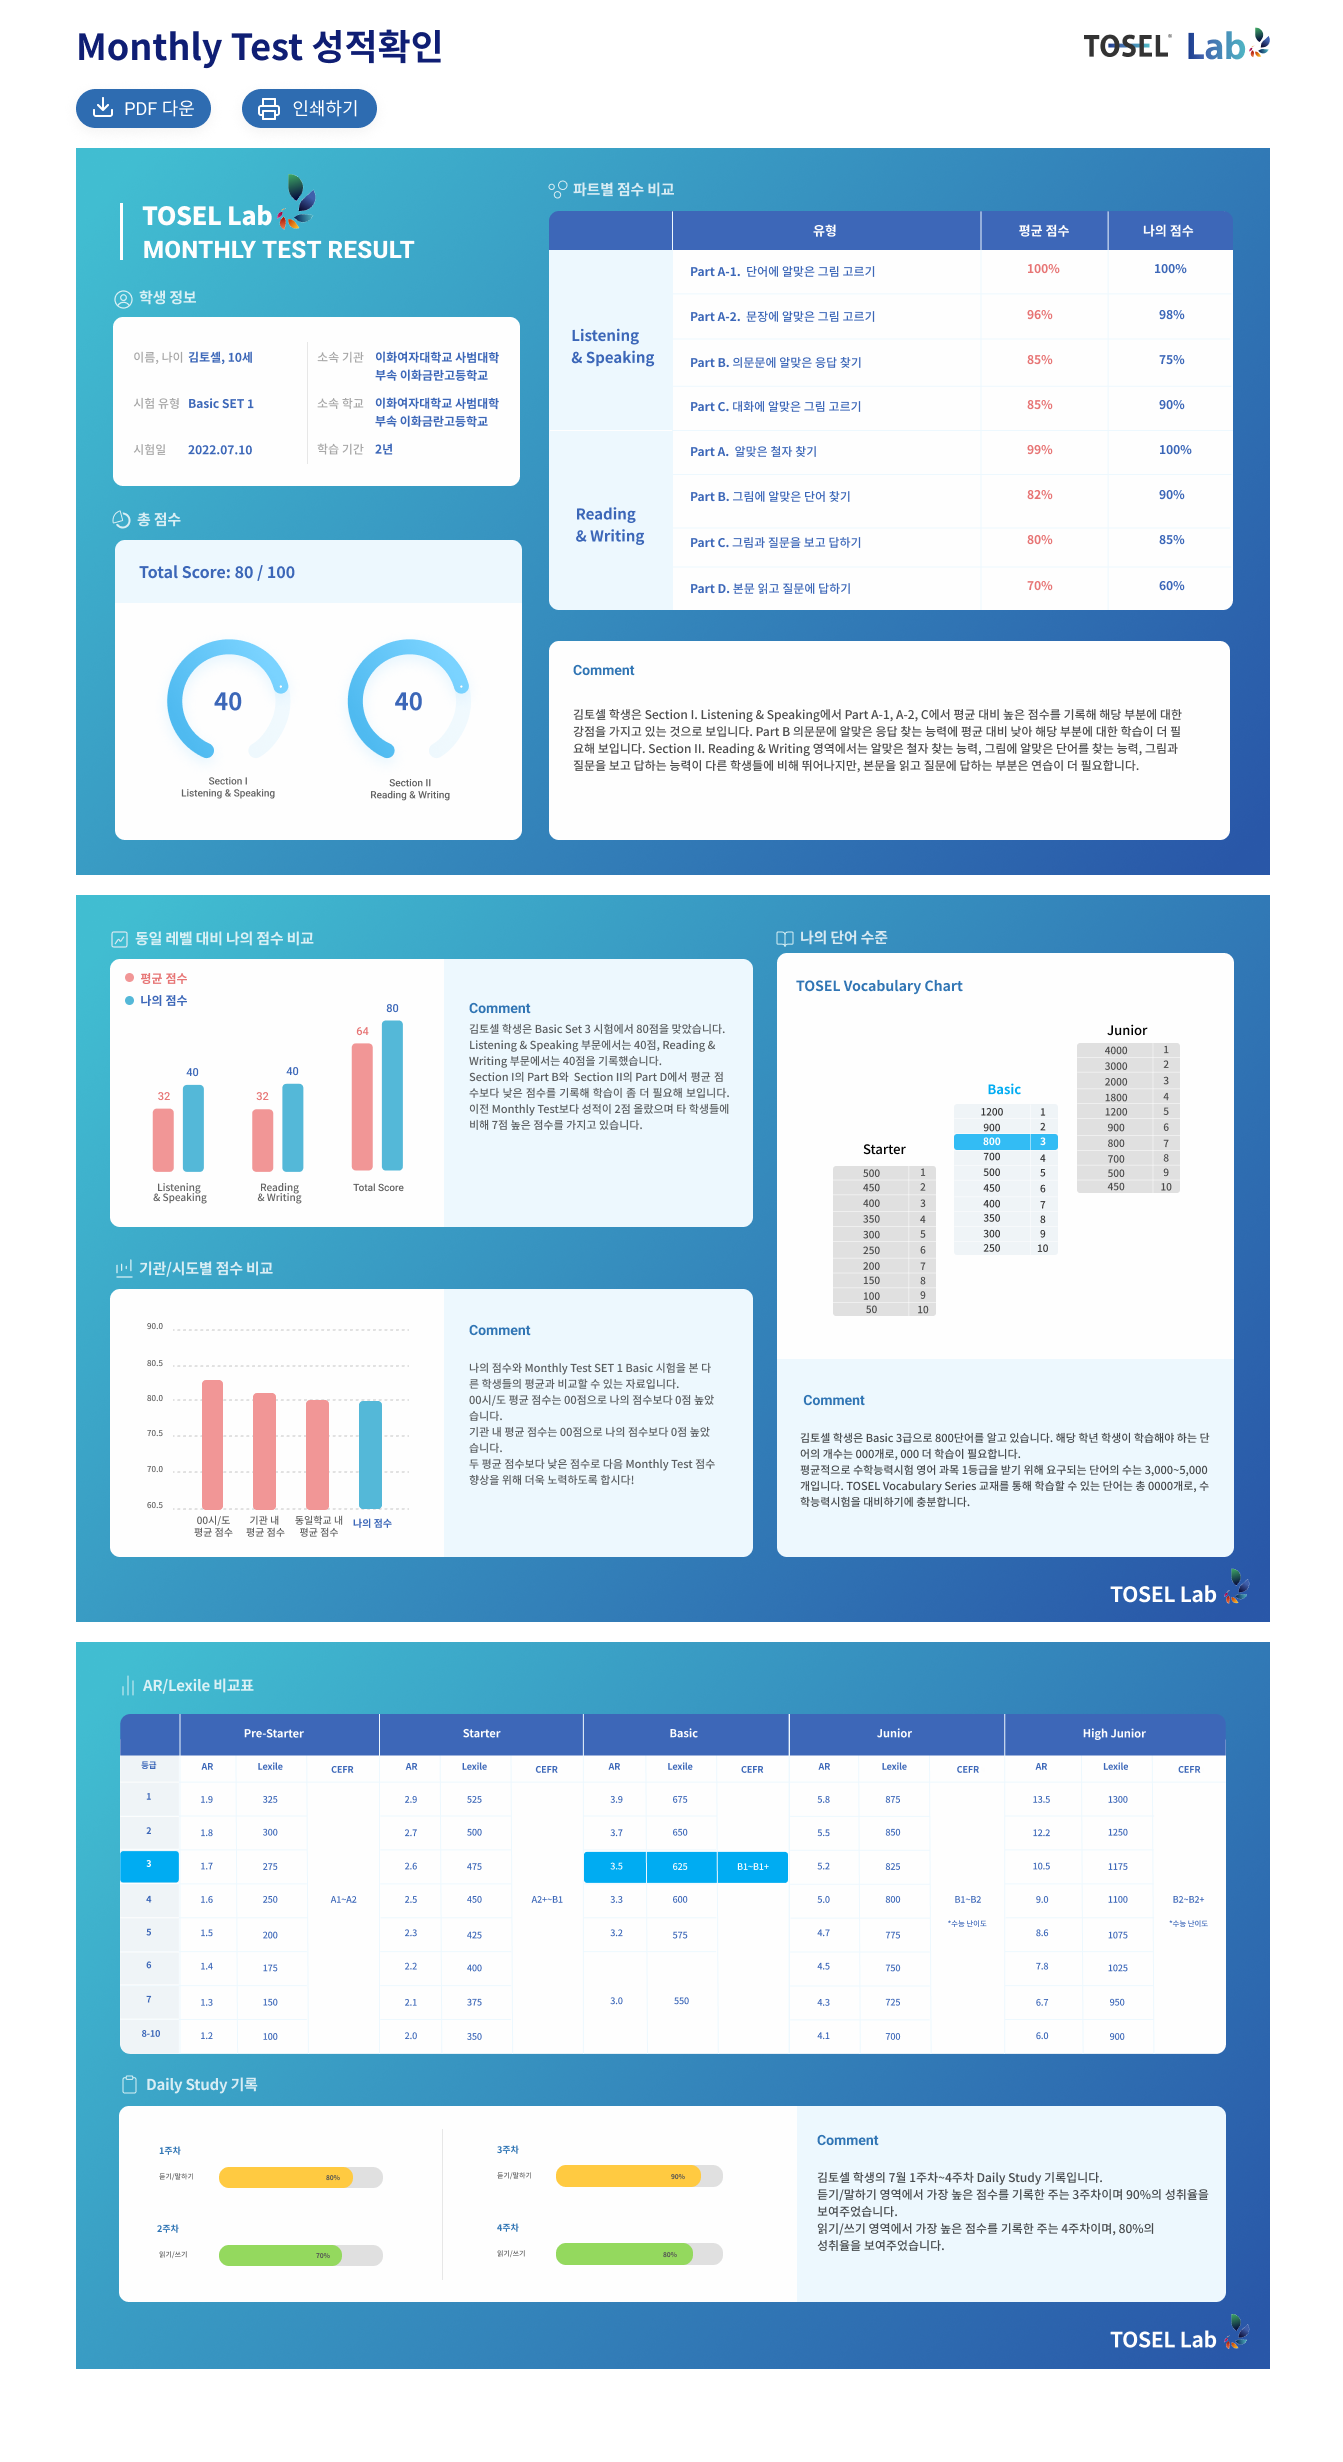 Monthly Test 성적확인
TOSEL Lab
PDF 다운
인쇄하기
TOSEL Lab
MONTHLY TEST RESULT
학생 정보
이름, 나이 김토셀, 10세
소속 기관 이화여자대학교 사범대학
부속 이화금란고등학교
시험 유형 Basic SET 1
소속 학교 이화여자대학교 사범대학
부속 이화금란고등학교
시험일 2022.07.10
학습 기간 2년
총 점수
Total Score: 80 / 100
40
Section I
Listening & Speaking
40
Section II
Reading & Writing
파트별 점수 비교
유형 평균 점수 나의 점수
Listening
& Speaking
Part A-1. 단어에 알맞은 그림 고르기 100% 100%
Part A-2. 문장에 알맞은 그림 고르기 96% 98%
Part B. 의문문에 알맞은 응답 찾기 85% 75%
Part C. 대화에 알맞은 그림 고르기 85% 90%
Reading
& Writing
Part A. 알맞은 철자 찾기 99% 100%
Part B. 그림에 알맞은 단어 찾기 82% 90%
Part C. 그림과 질문을 보고 답하기 80% 85%
Part D. 본문 읽고 질문에 답하기 70% 60%
Comment
김토셀 학생은 Section I. Listening & Speaking에서 Part A-1, A-2, C에서 평균 대비 높은 점수를 기록해 해당 부분에 대한
강점을 가지고 있는 것으로 보입니다. Part B 의문문에 알맞은 응답 찾는 능력에 평균 대비 낮아 해당 부분에 대한 학습이 더 필
요해 보입니다. Section II. Reading & Writing 영역에서는 알맞은 철자 찾는 능력, 그림에 알맞은 단어를 찾는 능력, 그림과
질문을 보고 답하는 능력이 다른 학생들에 비해 뛰어나지만, 본문을 읽고 질문에 답하는 부분은 연습이 더 필요합니다.
동일 레벨 대비 나의 점수 비교
평균 점수
나의 점수
32 40
32 40
64 80
Listening
& Speaking
Reading
& Writing
Total Score
Comment
김토셀 학생은 Basic Set 3 시험에서 80점을 맞았습니다.
Listening & Speaking 부문에서는 40점, Reading &
Writing 부문에서는 40점을 기록했습니다.
Section I의 Part B와 Section II의 Part D에서 평균 점
수보다 낮은 점수를 기록해 학습이 좀 더 필요해 보입니다.
이전 Monthly Test보다 성적이 2점 올랐으며 타 학생들에
비해 7점 높은 점수를 가지고 있습니다.
기관/시도별 점수 비교
90.0
80.5
80.0
70.5
70.0
60.5
00시/도
평균 점수
기관 내
평균 점수
동일학교 내
평균 점수
나의 점수
Comment
나의 점수와 Monthly Test SET 1 Basic 시험을 본 다
른 학생들의 평균과 비교할 수 있는 자료입니다.
00시/도 평균 점수는 00점으로 나의 점수보다 0점 높았
습니다.
기관 내 평균 점수는 00점으로 나의 점수보다 0점 높았
습니다.
두 평균 점수보다 낮은 점수로 다음 Monthly Test 점수
향상을 위해 더욱 노력하도록 합시다!
나의 단어 수준
TOSEL Vocabulary Chart
Starter
500 1
450 2
400 3
350 4
300 5
250 6
200 7
150 8
100 9
50 10
Basic
1200 1
900 2
800 3
700 4
500 5
450 6
400 7
350 8
300 9
250 10
Junior
4000 1
3000 2
2000 3
1800 4
1200 5
900 6
800 7
700 8
500 9
450 10
Comment
김토셀 학생은 Basic 3급으로 800단어를 알고 있습니다. 해당 학년 학생이 학습해야 하는 단
어의 개수는 000개로, 000 더 학습이 필요합니다.
평균적으로 수학능력시험 영어 과목 1등급을 받기 위해 요구되는 단어의 수는 3,000~5,000
개입니다. TOSEL Vocabulary Series 교재를 통해 학습할 수 있는 단어는 총 0000개로, 수
학능력시험을 대비하기에 충분합니다.
TOSEL Lab
AR/Lexile 비교표
Pre-Starter Starter Basic Junior High Junior
등급 AR Lexile CEFR AR Lexile CEFR AR Lexile CEFR AR Lexile CEFR AR Lexile CEFR
1 1.9 325 2.9 525 3.9 675 5.8 875 13.5 1300
2 1.8 300 2.7 500 3.7 650 5.5 850 12.2 1250
3 1.7 275 2.6 475 3.5 625 B1~B1+ 5.2 825 10.5 1175
4 1.6 250 A1~A2 2.5 450 A2+~B1 3.3 600 5.0 800 B1~B2 9.0 1100 B2~B2+
*수능 난이도 *수능 난이도
5 1.5 200 2.3 425 3.2 575 4.7 775 8.6 1075
6 1.4 175 2.2 400 4.5 750 7.8 1025
7 1.3 150 2.1 375 3.0 550 4.3 725 6.7 950
8-10 1.2 100 2.0 350 4.1 700 6.0 900
Daily Study 기록
1주차
듣기/말하기 80%
2주차
읽기/쓰기 70%
3주차
듣기/말하기 90%
4주차
읽기/쓰기 80%
Comment
김토셀 학생의 7월 1주차~4주차 Daily Study 기록입니다.
듣기/말하기 영역에서 가장 높은 점수를 기록한 주는 3주차이며 90%의 성취율을
보여주었습니다.
읽기/쓰기 영역에서 가장 높은 점수를 기록한 주는 4주차이며, 80%의
성취율을 보여주었습니다.
TOSEL Lab